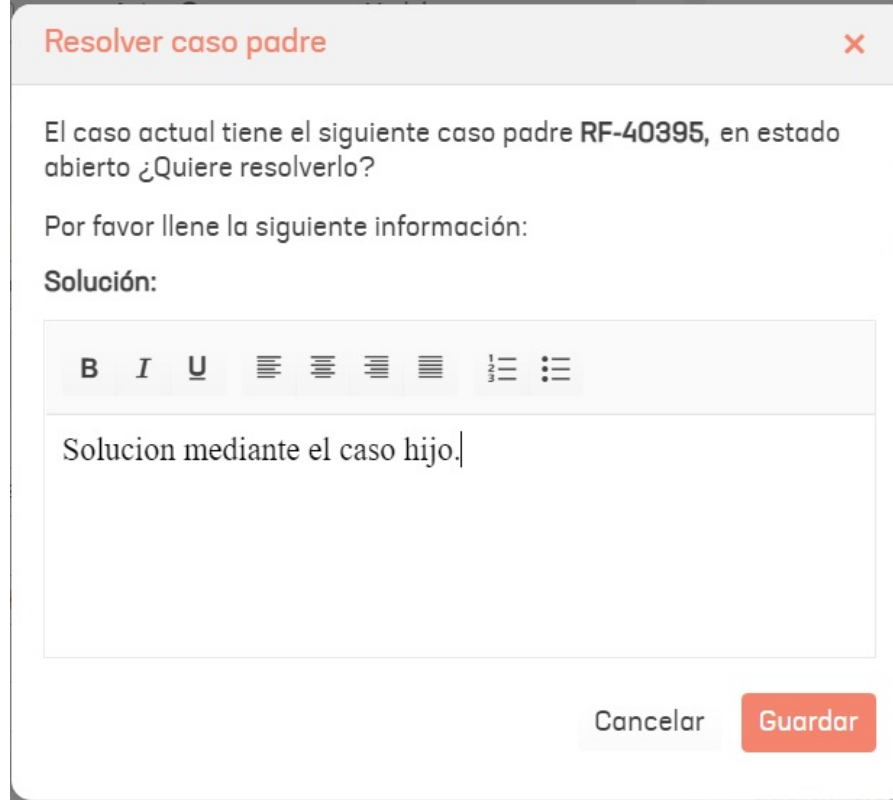 Resolver caso padre
El caso actual tiene el siguiente caso padre RF-40395, en estado
abierto ¿Quiere resolverlo?
Por favor llene la siguiente información:
Solución:
B I U
Solucion mediante el caso hijo.
Cancelar Guardar